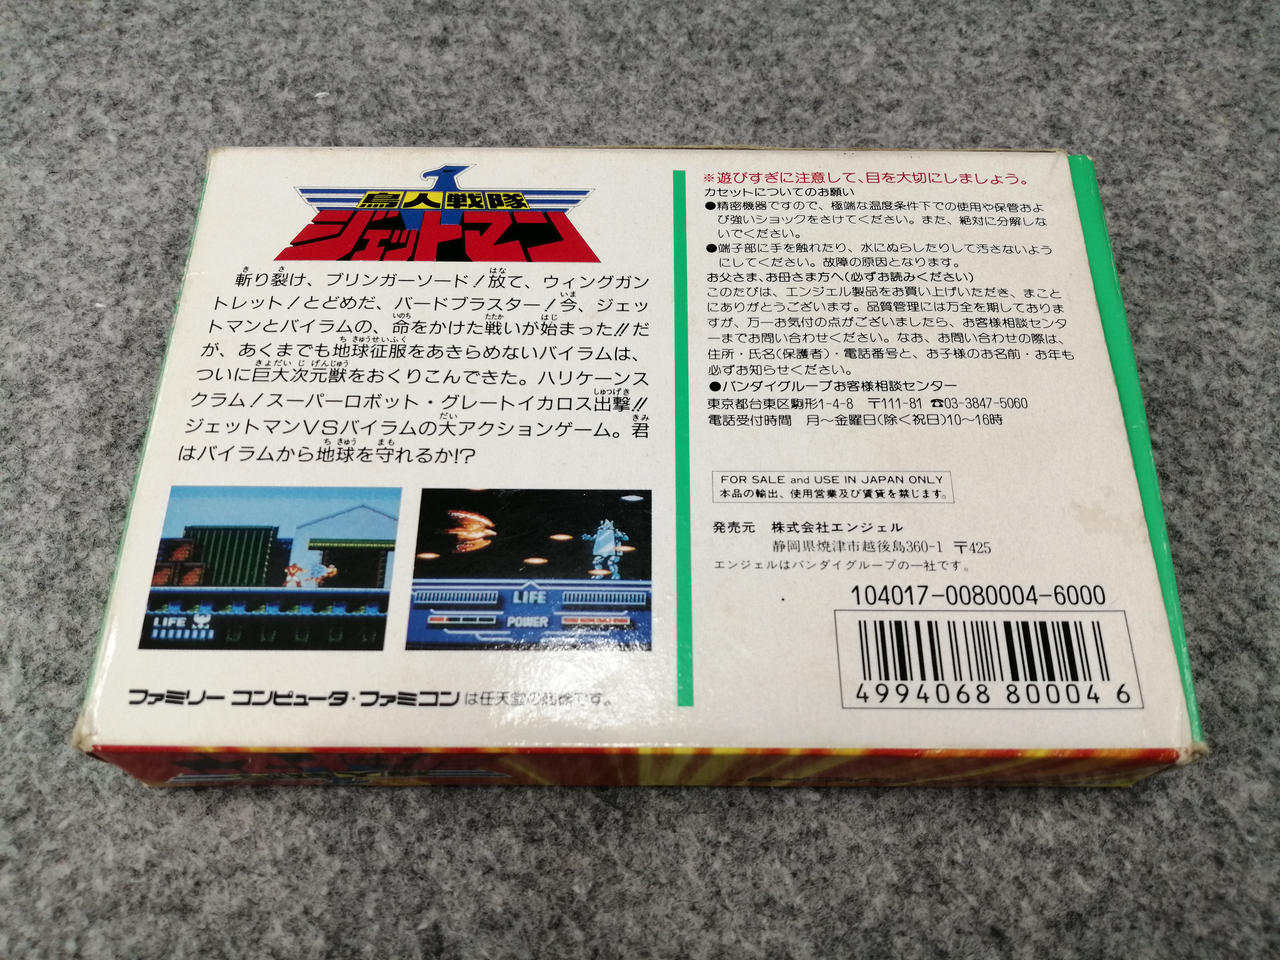 鳥人戦隊
ジェットマン
斬り裂け、ブリンガーソード！放て、ウィングガン
トレット！とどめだ、バードブラスター！今、ジェッ
トマンとバイラムの、命をかけた戦いが始まった!!だ
が、あくまでも地球征服をあきらめないバイラムは、
ついに巨大次元獣をおくりこんできた。ハリケーンス
クラム！スーパーロボット・グレートイカロス出撃!!
ジェットマンVSバイラムの大アクションゲーム。君
はバイラムから地球を守れるか!?
LIFE
LIFE
POWER
ファミリー コンピュータ・ファミコンは任天堂の商標です。
※遊びすぎに注意して、目を大切にしましょう。
カセットについてのお願い
●精密機器ですので、極端な温度条件下での使用や保管およ
び強いショックをさけてください。また、絶対に分解しな
いでください。
●端子部に手を触れたり、水にぬらしたりして汚さないよう
にしてください。故障の原因となります。
お父さま、お母さま方へ(必ずお読みください)
このたびは、エンジェル製品をお買い上げいただき、まこと
にありがとうございます。品質管理には万全を期しておりま
すが、万一お気付の点がございましたら、お客様相談センタ
ーまでお問い合わせください。なお、お問い合わせの際は、
住所・氏名(保護者)・電話番号と、お子様のお名前・お年も
必ずお知らせください。
●バンダイグループお客様相談センター
東京都台東区駒形1-4-8 〒111-81 ☎03-3847-5060
電話受付時間 月～金曜日(除く祝日)10～16時
FOR SALE and USE IN JAPAN ONLY
本品の輸出、使用営業及び賃貸を禁じます。
発売元 株式会社エンジェル
静岡県焼津市越後島360-1 〒425
エンジェルはバンダイグループの一社です。
104017-0080004-6000
4994068 80004 6